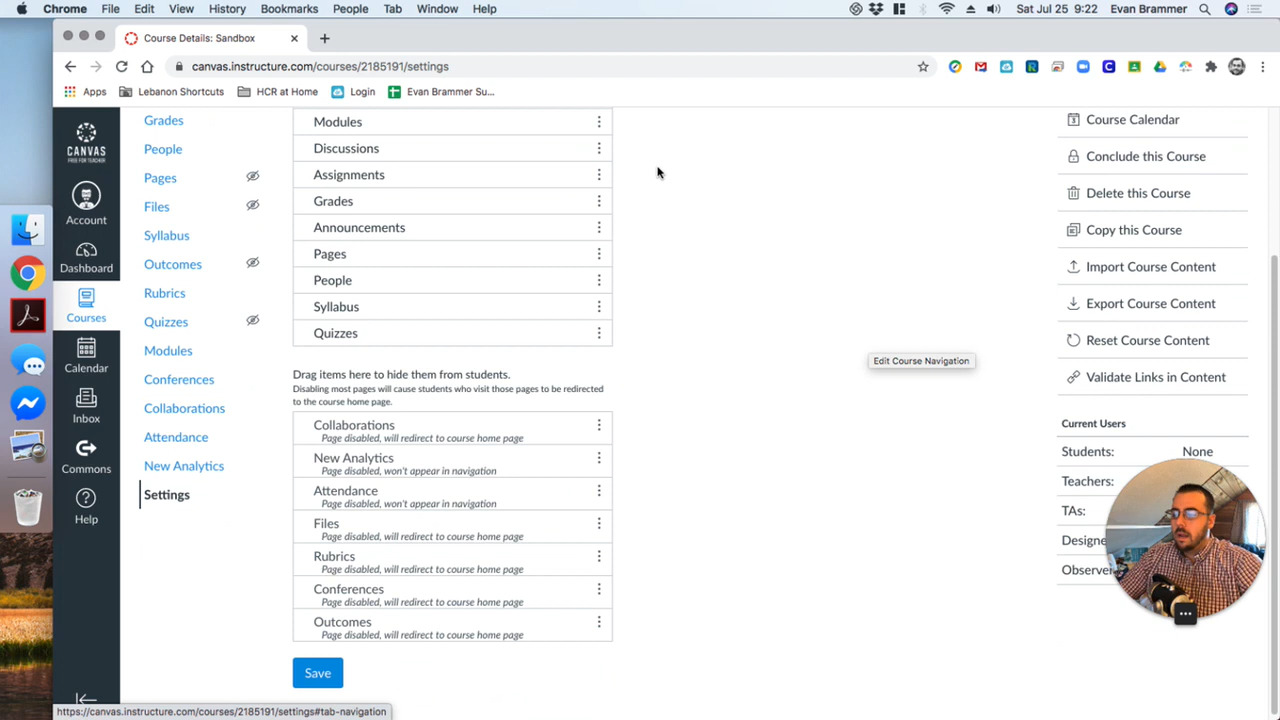 Chrome File Edit View History Bookmarks People Tab Window Help
Sat Jul 25 9:22 Evan Brammer
Course Details: Sandbox
canvas.instructure.com/courses/2185191/settings
Apps Lebanon Shortcuts HCR at Home Login Evan Brammer Su...
CANVAS
FREE FOR TEACHER
Account
Dashboard
Courses
Calendar
Inbox
Commons
Help
Grades
People
Pages
Files
Syllabus
Outcomes
Rubrics
Quizzes
Modules
Conferences
Collaborations
Attendance
New Analytics
Settings
Modules
Discussions
Assignments
Grades
Announcements
Pages
People
Syllabus
Quizzes
Drag items here to hide them from students.
Disabling most pages will cause students who visit those pages to be redirected
to the course home page.
Collaborations
Page disabled, will redirect to course home page
New Analytics
Page disabled, won't appear in navigation
Attendance
Page disabled, won't appear in navigation
Files
Page disabled, will redirect to course home page
Rubrics
Page disabled, will redirect to course home page
Conferences
Page disabled, will redirect to course home page
Outcomes
Page disabled, will redirect to course home page
Save
Edit Course Navigation
Course Calendar
Conclude this Course
Delete this Course
Copy this Course
Import Course Content
Export Course Content
Reset Course Content
Validate Links in Content
Current Users
Students: None
Teachers:
TAs:
Designe
Observer
https://canvas.instructure.com/courses/2185191/settings#tab-navigation